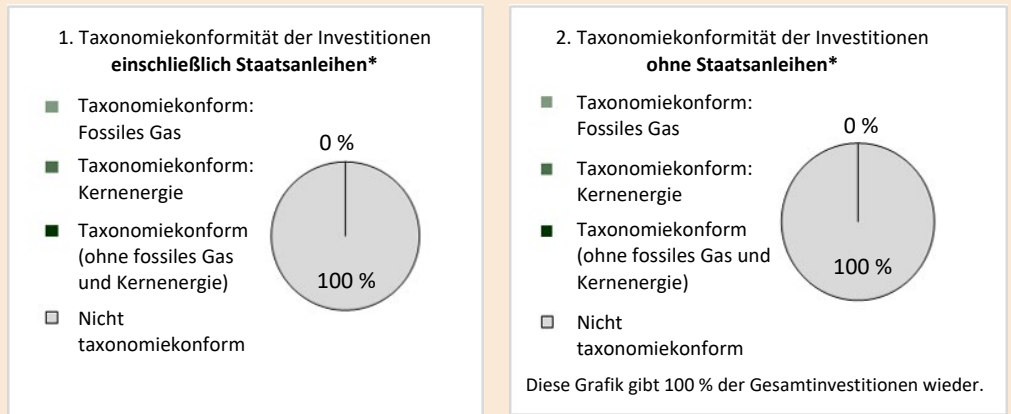 1. Taxonomiekonformität der Investitionen
einschließlich Staatsanleihen*
Taxonomiekonform:
Fossiles Gas
Taxonomiekonform:
Kernenergie
Taxonomiekonform
(ohne fossiles Gas
und Kernenergie)
Nicht
taxonomiekonform
0 %
100 %
2. Taxonomiekonformität der Investitionen
ohne Staatsanleihen*
Taxonomiekonform:
Fossiles Gas
Taxonomiekonform:
Kernenergie
Taxonomiekonform
(ohne fossiles Gas und
Kernenergie)
Nicht
taxonomiekonform
0 %
100 %
Diese Grafik gibt 100 % der Gesamtinvestitionen wieder.